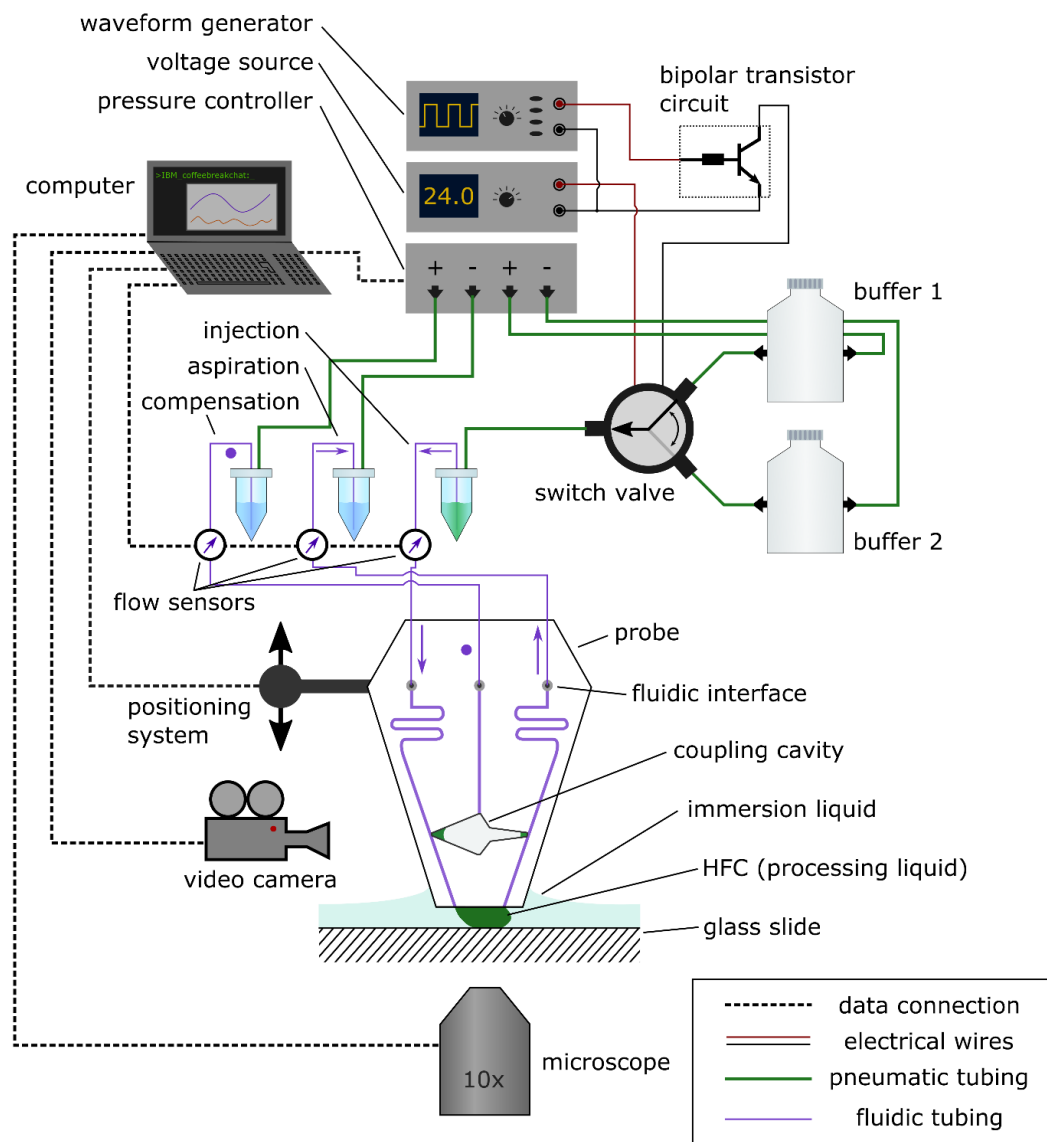 waveform generator
voltage source
pressure controller
bipolar transistor
circuit
computer
>IBM coffeebreakchat:
24.0
+ - + -
buffer 1
injection
aspiration
compensation
switch valve
buffer 2
flow sensors
probe
fluidic interface
positioning
system
coupling cavity
immersion liquid
video camera
HFC (processing liquid)
glass slide
10x
microscope
data connection
electrical wires
pneumatic tubing
fluidic tubing